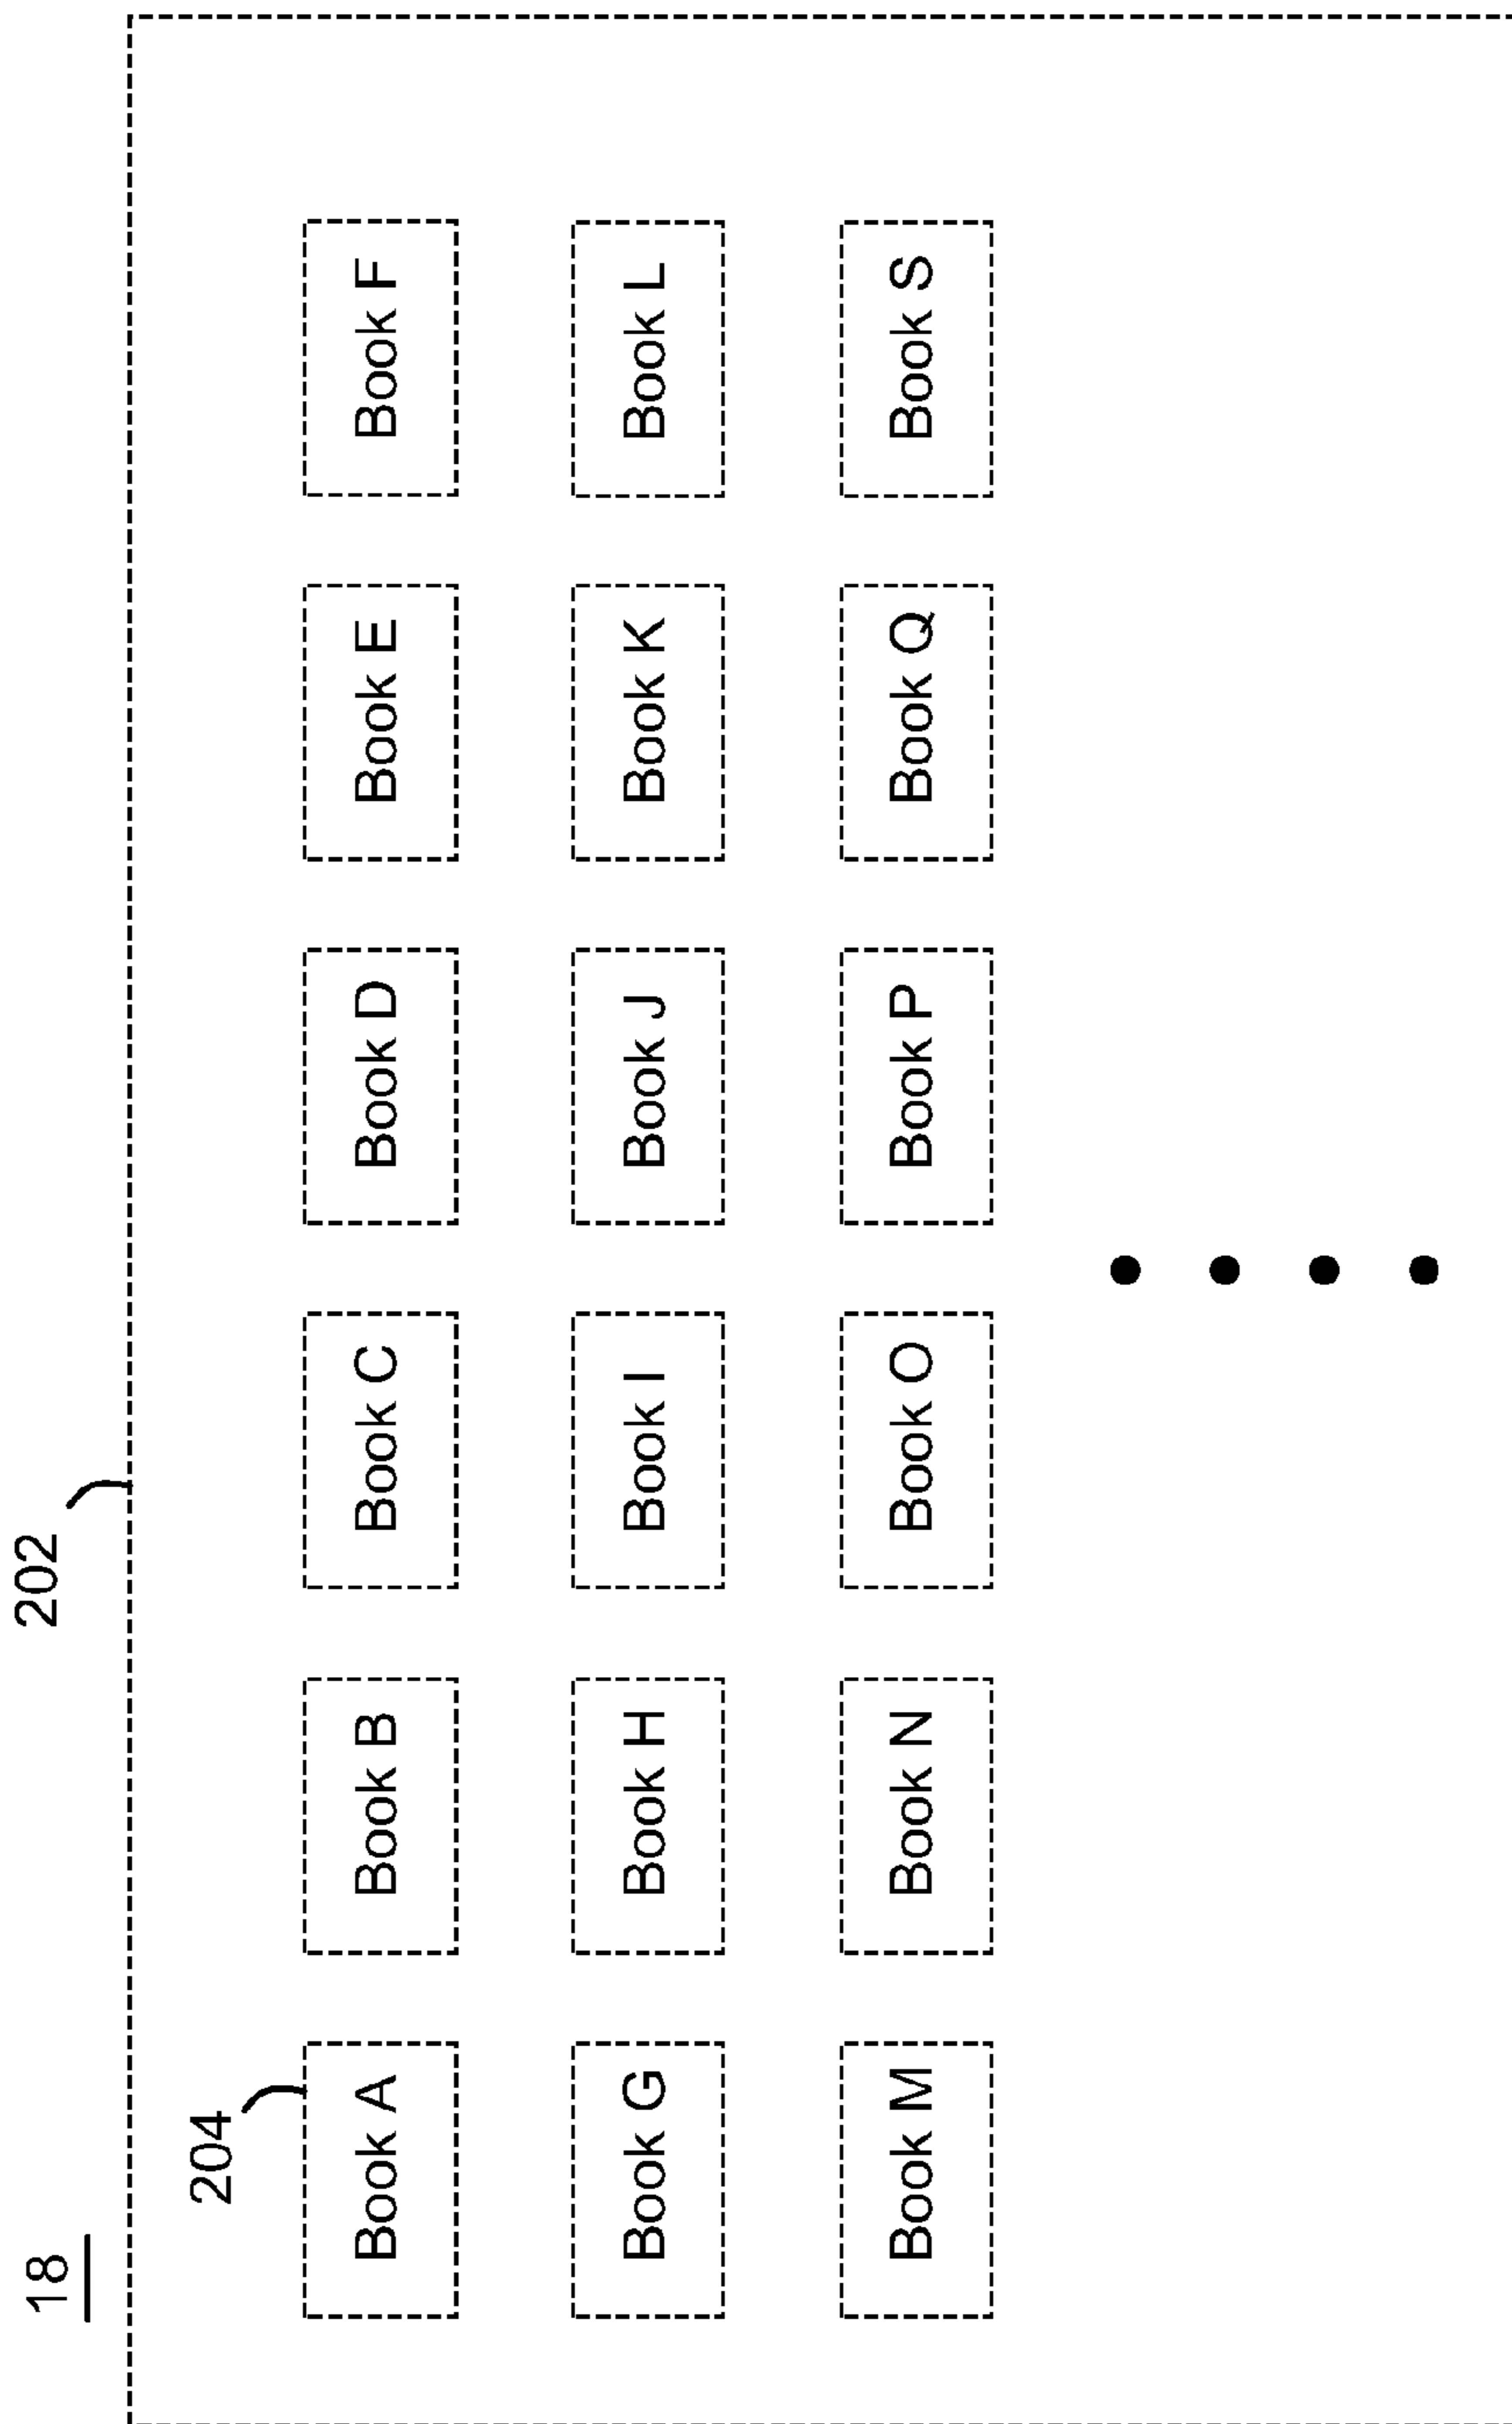 18
202
204
Book A
Book B
Book C
Book D
Book E
Book F
Book G
Book H
Book I
Book J
Book K
Book L
Book M
Book N
Book O
Book P
Book Q
Book S